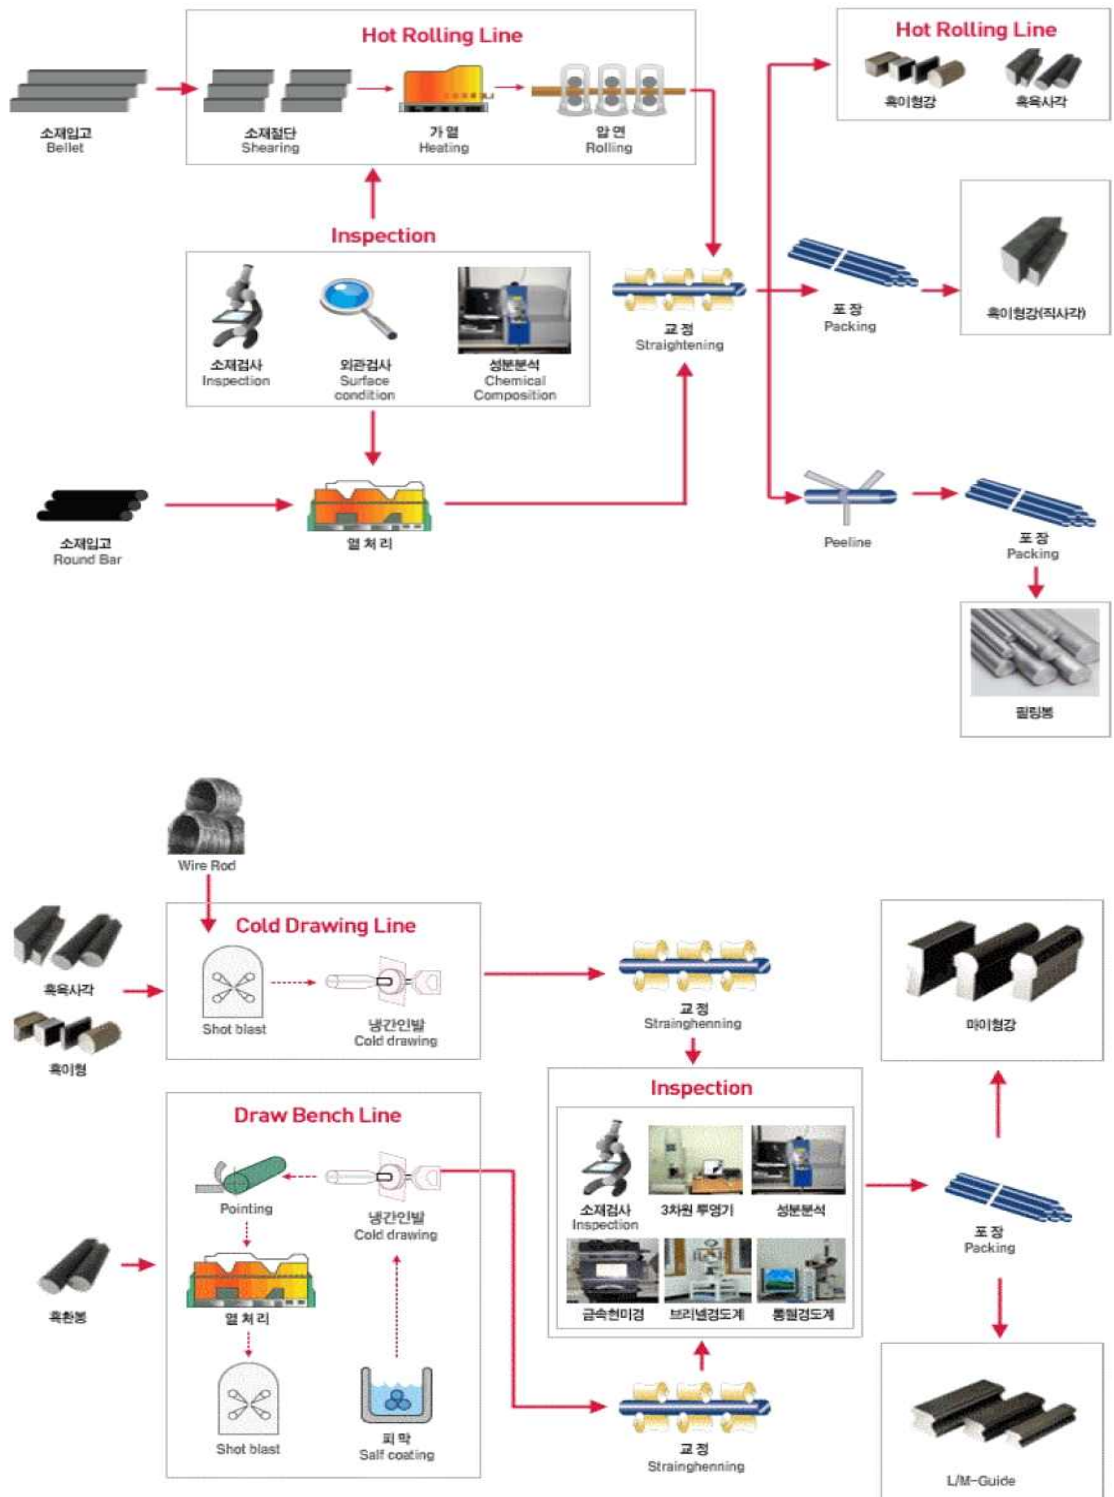 Hot Rolling Line
소재입고
Bellet
소재절단
Shearing
가 열
Heating
압 연
Rolling
Hot Rolling Line
흑이형강
흑육사각
Inspection
소재검사
Inspection
외관검사
Surface
condition
성분분석
Chemical
Composition
교 정
Straightening
포 장
Packing
흑이형강(직사각)
소재입고
Round Bar
열 처 리
Peeline
포 장
Packing
필링봉
Wire Rod
흑육사각
흑이형
Cold Drawing Line
Shot blast
냉간인발
Cold drawing
교 정
Strainghenning
마이형강
Draw Bench Line
Pointing
냉간인발
Cold drawing
흑환봉
열 처 리
Shot blast
피 막
Salf coating
Inspection
소재검사
Inspection
3차원 투영기
성분분석
금속현미경
브리넬경도계
통원경도계
교 정
Strainghenning
포 장
Packing
L/M-Guide